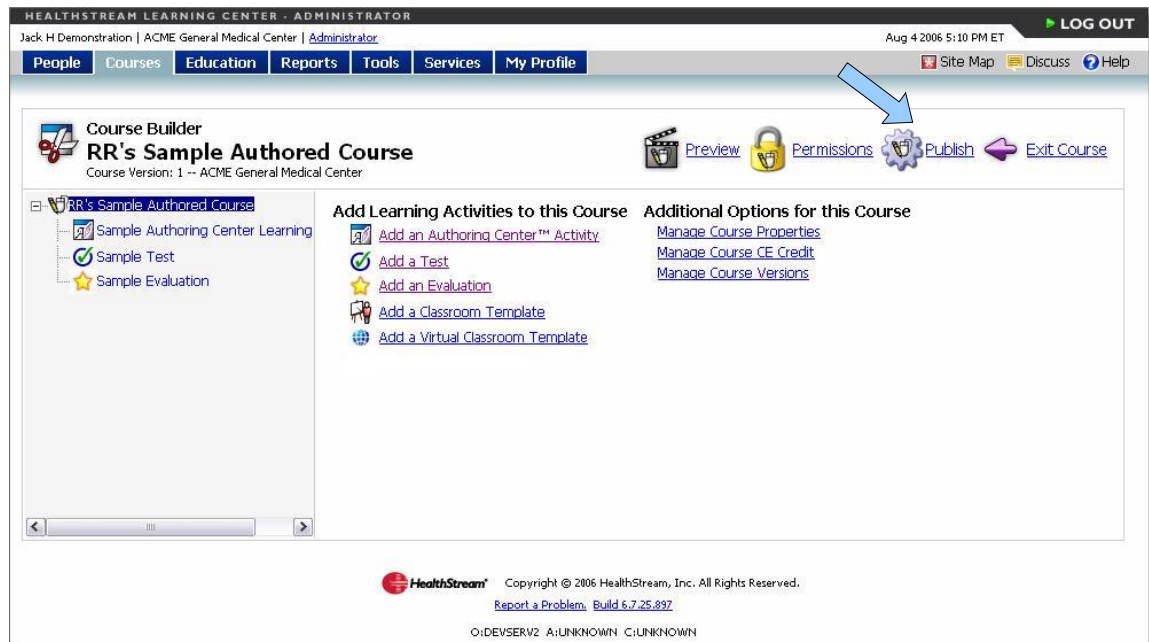 HEALTHSTREAM LEARNING CENTER • ADMINISTRATOR
LOG OUT
Jack H Demonstration | ACME General Medical Center | Administrator
Aug 4 2006 5:10 PM ET
People Courses Education Reports Tools Services My Profile
Site Map Discuss Help
Course Builder
RR's Sample Authored Course
Course Version: 1 -- ACME General Medical Center
Preview Permissions Publish Exit Course
RR's Sample Authored Course
Sample Authoring Center Learning
Sample Test
Sample Evaluation
Add Learning Activities to this Course
Add an Authoring Center™ Activity
Add a Test
Add an Evaluation
Add a Classroom Template
Add a Virtual Classroom Template
Additional Options for this Course
Manage Course Properties
Manage Course CE Credit
Manage Course Versions
HealthStream Copyright © 2006 HealthStream, Inc. All Rights Reserved.
Report a Problem. Build 6.7.25.897
O:DEVSERV2 A:UNKNOWN C:UNKNOWN